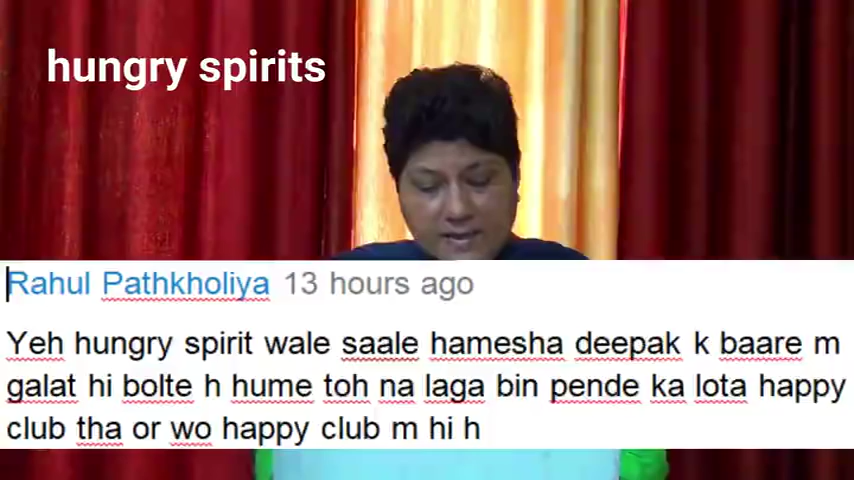 hungry spirits
Rahul Pathkholiya 13 hours ago
Yeh hungry spirit wale saale hamesha deepak k baare m
galat hi bolte h hume toh na laga bin pende ka lota happy
club tha or wo happy club m hi h